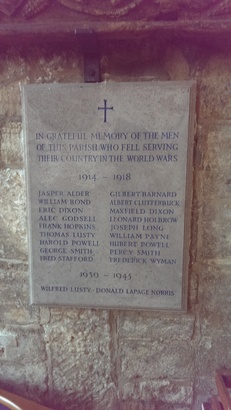 IN GRATEFUL MEMORY OF THE MEN
OF THIS PARISH WHO FELL SERVING
THEIR COUNTRY IN THE WORLD WARS
1914 - 1918
JASPER ALDER GILBERT BARNARD
WILLIAM BOND ALBERT CLUTTERBUCK
ERIC DIXON MAYFIELD DIXON
ALEC GODSELL LEONARD HOLBROW
FRANK HOPKINS JOSEPH LONG
THOMAS LUSTY WILLIAM PAYNE
HAROLD POWELL HUBERT POWELL
GEORGE SMITH PERCY SMITH
FRED STAFFORD FREDERICK WYMAN
1939 - 1945
WILFRED LUSTY - DONALD LAPAGE NORRIS